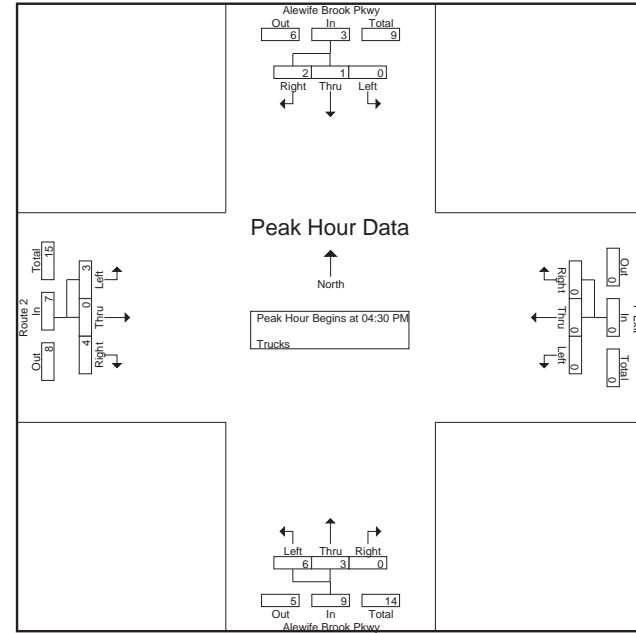 Alewife Brook Pkwy
Out In Total
6 3 9
2 1 0
Right Thru Left
Peak Hour Data
North
Peak Hour Begins at 04:30 PM
Trucks
Route 2
Total In Out
15 7 8
3 0 4
Left Thru Right
Out In Total
0 0 0
0 0 0
Right Thru Left
Left Thru Right
6 3 0
5 9 14
Out In Total
Alewife Brook Pkwy